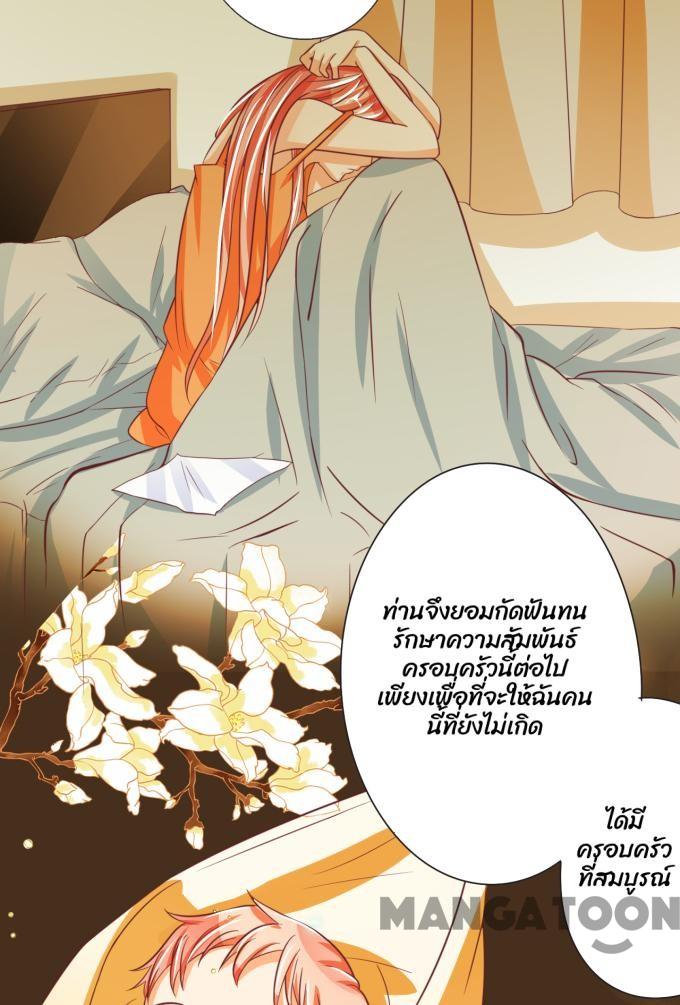 ท่านจึงยอมกัดฟันทน
รักษาความสัมพันธ์
ครอบครัวนี้ต่อไป
เพียงเพื่อที่จะให้ฉันคน
นี้ที่ยังไม่เกิด
ได้มี
ครอบครัว
ที่สมบูรณ์
MANGATOON